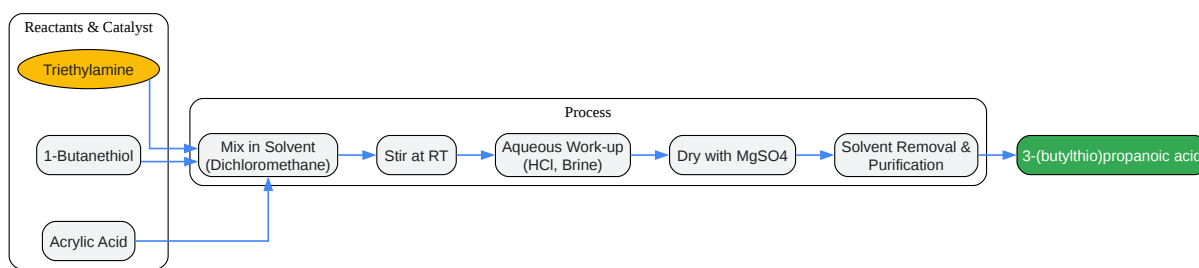 Reactants & Catalyst
Triethylamine
1-Butanethiol
Acrylic Acid
Process
Mix in Solvent
(Dichloromethane)
Stir at RT
Aqueous Work-up
(HCl, Brine)
Dry with MgSO4
Solvent Removal &
Purification
3-(butylthio)propanoic acid